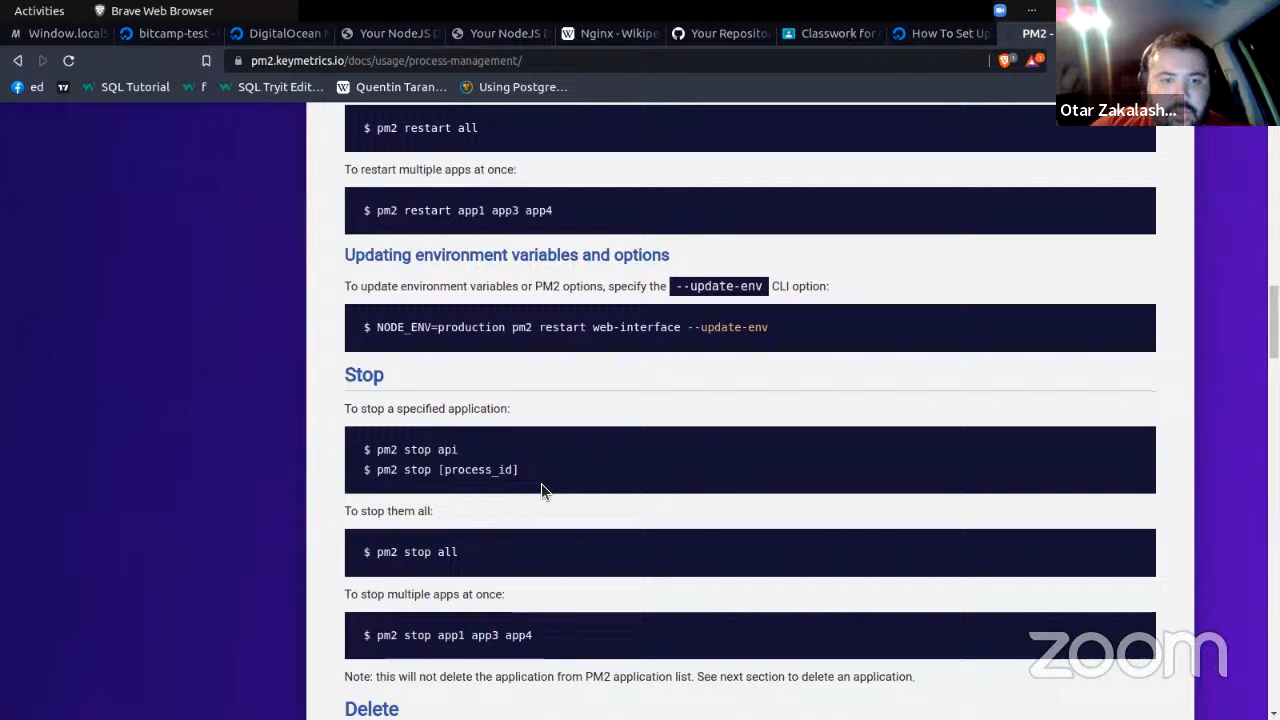 Activities
Brave Web Browser
Window.localS
bitcamp-test -
DigitalOcean
Your NodeJS D
Your NodeJS D
Nginx - Wikipe
Your Reposito
Classwork for
How To Set Up
PM2 -
pm2.keymetrics.io/docs/usage/process-management/
ed
SQL Tutorial
f
SQL Tryit Edit...
Quentin Taran...
Using Postgre...
Otar Zakalash...
$ pm2 restart all
To restart multiple apps at once:
$ pm2 restart app1 app3 app4
Updating environment variables and options
To update environment variables or PM2 options, specify the --update-env CLI option:
$ NODE_ENV=production pm2 restart web-interface --update-env
Stop
To stop a specified application:
$ pm2 stop api
$ pm2 stop [process_id]
To stop them all:
$ pm2 stop all
To stop multiple apps at once:
$ pm2 stop app1 app3 app4
Note: this will not delete the application from PM2 application list. See next section to delete an application.
Delete
zoom